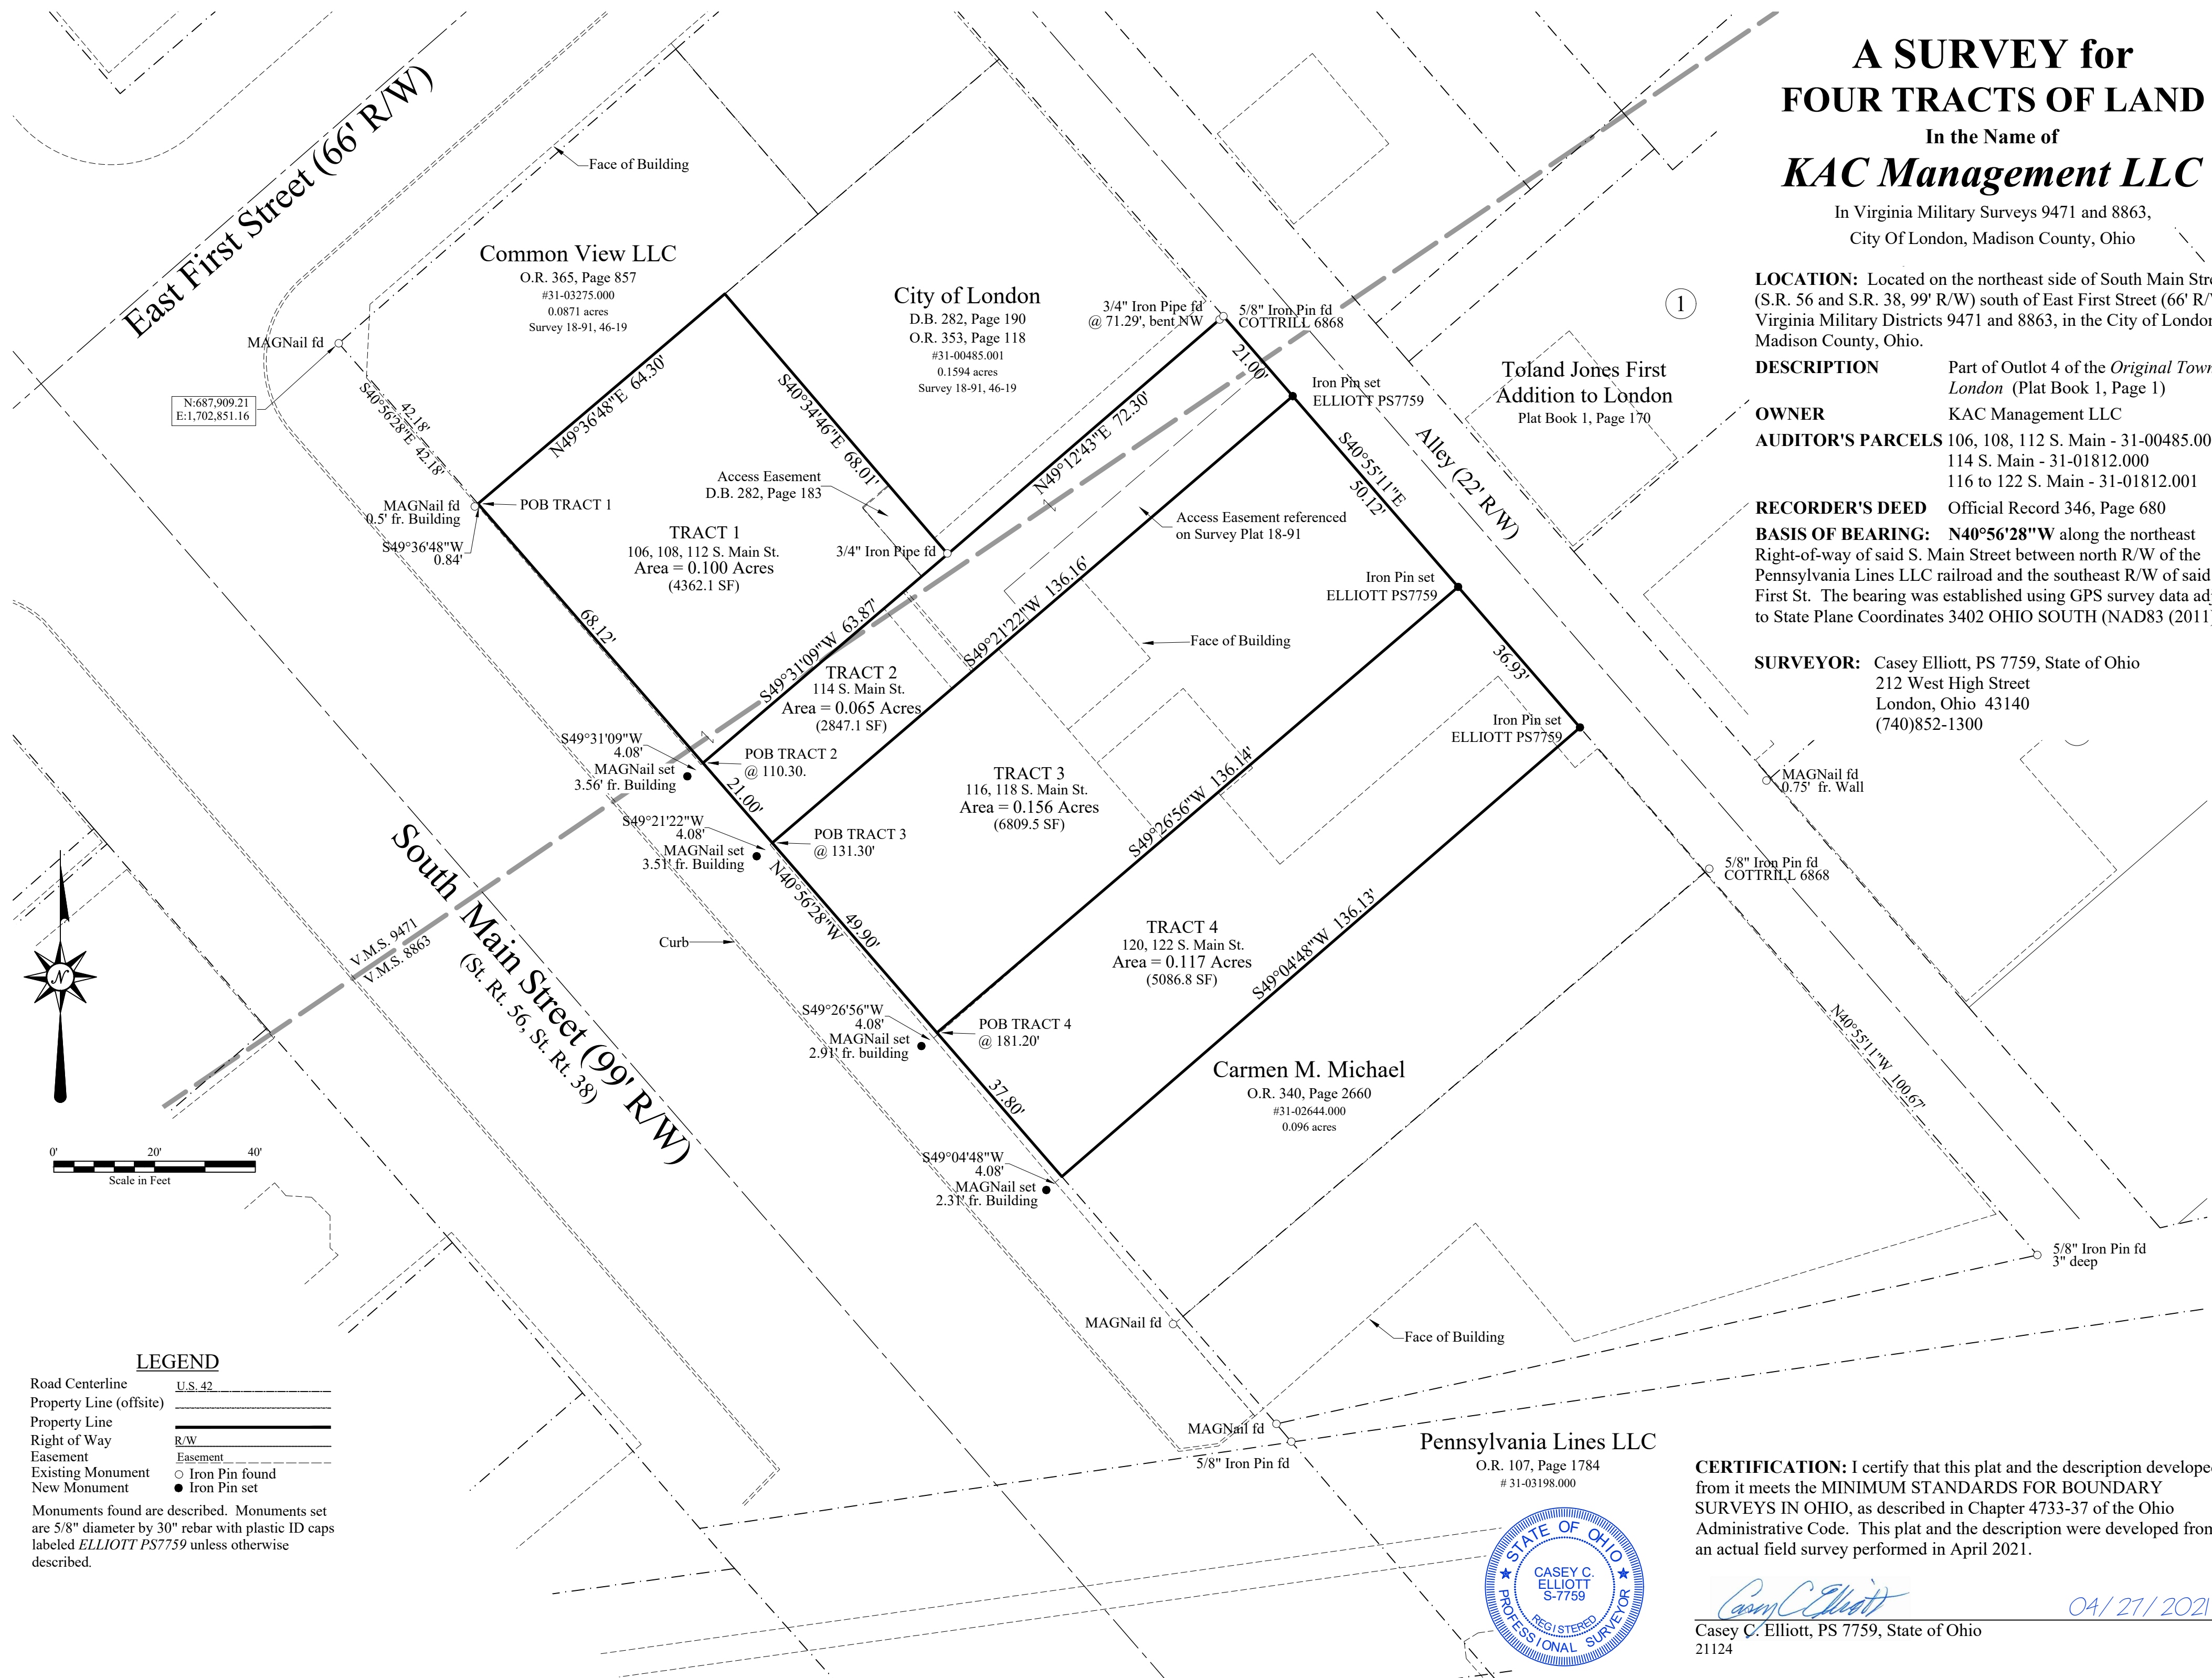 A SURVEY for
FOUR TRACTS OF LAND
In the Name of
KAC Management LLC
In Virginia Military Surveys 9471 and 8863,
City Of London, Madison County, Ohio
LOCATION: Located on the northeast side of South Main Stre
(S.R. 56 and S.R. 38, 99' R/W) south of East First Street (66' R/
Virginia Military Districts 9471 and 8863, in the City of London
Madison County, Ohio.
DESCRIPTION Part of Outlot 4 of the Original Town
London (Plat Book 1, Page 1)
OWNER KAC Management LLC
AUDITOR'S PARCELS 106, 108, 112 S. Main - 31-00485.00
114 S. Main - 31-01812.000
116 to 122 S. Main - 31-01812.001
RECORDER'S DEED Official Record 346, Page 680
BASIS OF BEARING: N40°56'28"W along the northeast
Right-of-way of said S. Main Street between north R/W of the
Pennsylvania Lines LLC railroad and the southeast R/W of said
First St. The bearing was established using GPS survey data ad
to State Plane Coordinates 3402 OHIO SOUTH (NAD83 (2011)
SURVEYOR: Casey Elliott, PS 7759, State of Ohio
212 West High Street
London, Ohio 43140
(740)852-1300
East First Street (66' R/W)
Face of Building
Common View LLC
O.R. 365, Page 857
#31-03275.000
0.0871 acres
Survey 18-91, 46-19
City of London
D.B. 282, Page 190
O.R. 353, Page 118
#31-00485.001
0.1594 acres
Survey 18-91, 46-19
3/4" Iron Pipe fd
@ 71.29', bent NW
5/8" Iron Pin fd
COTTRILL 6868
1
MAGNail fd
N:687,909.21
E:1,702,851.16
42.18'
S40°56'28"E 42.18'
N49°36'48"E 64.30'
S40°34'46"E 68.01'
N49°12'43"E 72.30'
21.00'
Iron Pin set
ELLIOTT PS7759
Toland Jones First
Addition to London
Plat Book 1, Page 170
Alley (22' R/W)
S40°55'11"E
50.12'
Access Easement
D.B. 282, Page 183
MAGNail fd
0.5' fr. Building
POB TRACT 1
S49°36'48"W
0.84'
TRACT 1
106, 108, 112 S. Main St.
Area = 0.100 Acres
(4362.1 SF)
3/4" Iron Pipe fd
Access Easement referenced
on Survey Plat 18-91
Iron Pin set
ELLIOTT PS7759
68.12'
S49°31'09"W 63.87'
S49°21'22"W 136.16'
Face of Building
36.93'
TRACT 2
114 S. Main St.
Area = 0.065 Acres
(2847.1 SF)
Iron Pin set
ELLIOTT PS7759
S49°31'09"W
4.08'
MAGNail set
3.56' fr. Building
POB TRACT 2
@ 110.30.
21.00'
TRACT 3
116, 118 S. Main St.
Area = 0.156 Acres
(6809.5 SF)
S49°26'56"W 136.14'
MAGNail fd
0.75' fr. Wall
S49°21'22"W
4.08'
MAGNail set
3.51' fr. Building
POB TRACT 3
@ 131.30'
N40°56'28"W
49.90'
5/8" Iron Pin fd
COTTRILL 6868
South Main Street (99' R/W)
(St. Rt. 56, St. Rt. 38)
V.M.S. 9471
V.M.S. 8863
Curb
TRACT 4
120, 122 S. Main St.
Area = 0.117 Acres
(5086.8 SF)
S49°04'48"W 136.13'
N
S49°26'56"W
4.08'
MAGNail set
2.91' fr. building
POB TRACT 4
@ 181.20'
37.80'
Carmen M. Michael
O.R. 340, Page 2660
#31-02644.000
0.096 acres
N40°55'11"W 100.67'
0' 20' 40'
Scale in Feet
S49°04'48"W
4.08'
MAGNail set
2.31' fr. Building
5/8" Iron Pin fd
3" deep
MAGNail fd
Face of Building
MAGNail fd
5/8" Iron Pin fd
Pennsylvania Lines LLC
O.R. 107, Page 1784
# 31-03198.000
LEGEND
Road Centerline U.S. 42
Property Line (offsite)
Property Line
Right of Way R/W
Easement Easement
Existing Monument Iron Pin found
New Monument Iron Pin set
Monuments found are described. Monuments set
are 5/8" diameter by 30" rebar with plastic ID caps
labeled ELLIOTT PS7759 unless otherwise
described.
STATE OF OHIO
CASEY C.
ELLIOTT
S-7759
REGISTERED
PROFESSIONAL SURVEYOR
CERTIFICATION: I certify that this plat and the description develope
from it meets the MINIMUM STANDARDS FOR BOUNDARY
SURVEYS IN OHIO, as described in Chapter 4733-37 of the Ohio
Administrative Code. This plat and the description were developed from
an actual field survey performed in April 2021.
Casey C Elliott 04/27/2021
Casey C. Elliott, PS 7759, State of Ohio
21124